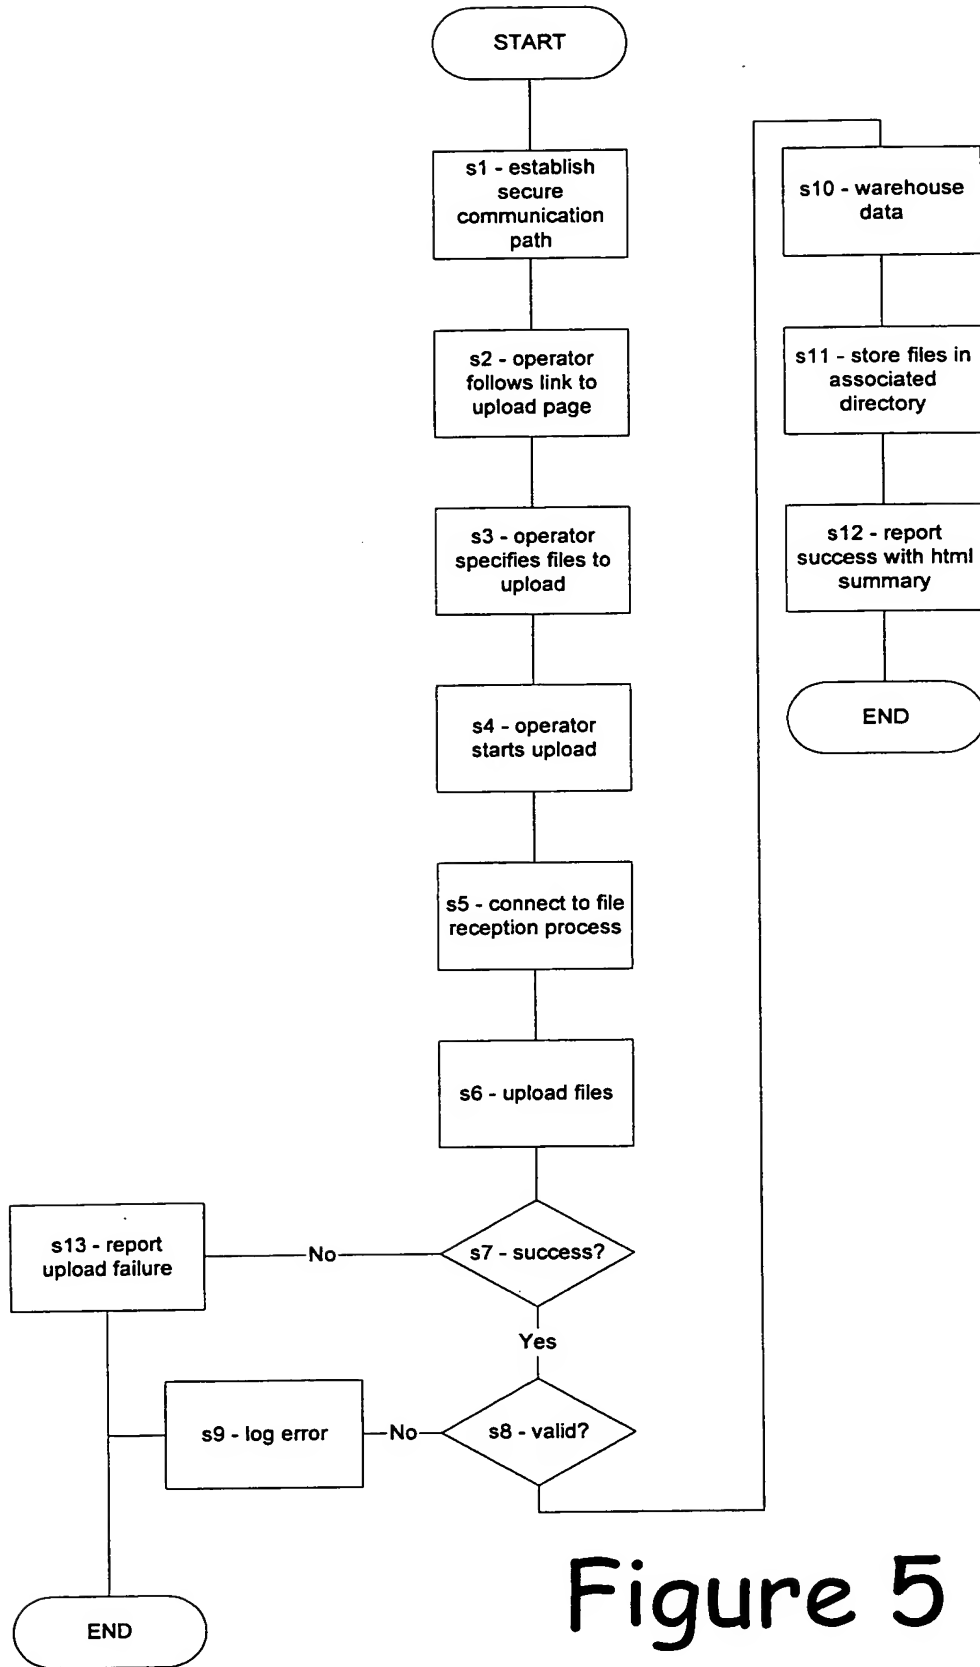 START
s1 - establish
secure
communication
path
s2 - operator
follows link to
upload page
s3 - operator
specifies files to
upload
s4 - operator
starts upload
s5 - connect to file
reception process
s6 - upload files
s7 - success?
No
s13 - report
upload failure
Yes
s8 - valid?
No
s9 - log error
END
s10 - warehouse
data
s11 - store files in
associated
directory
s12 - report
success with html
summary
END
Figure 5